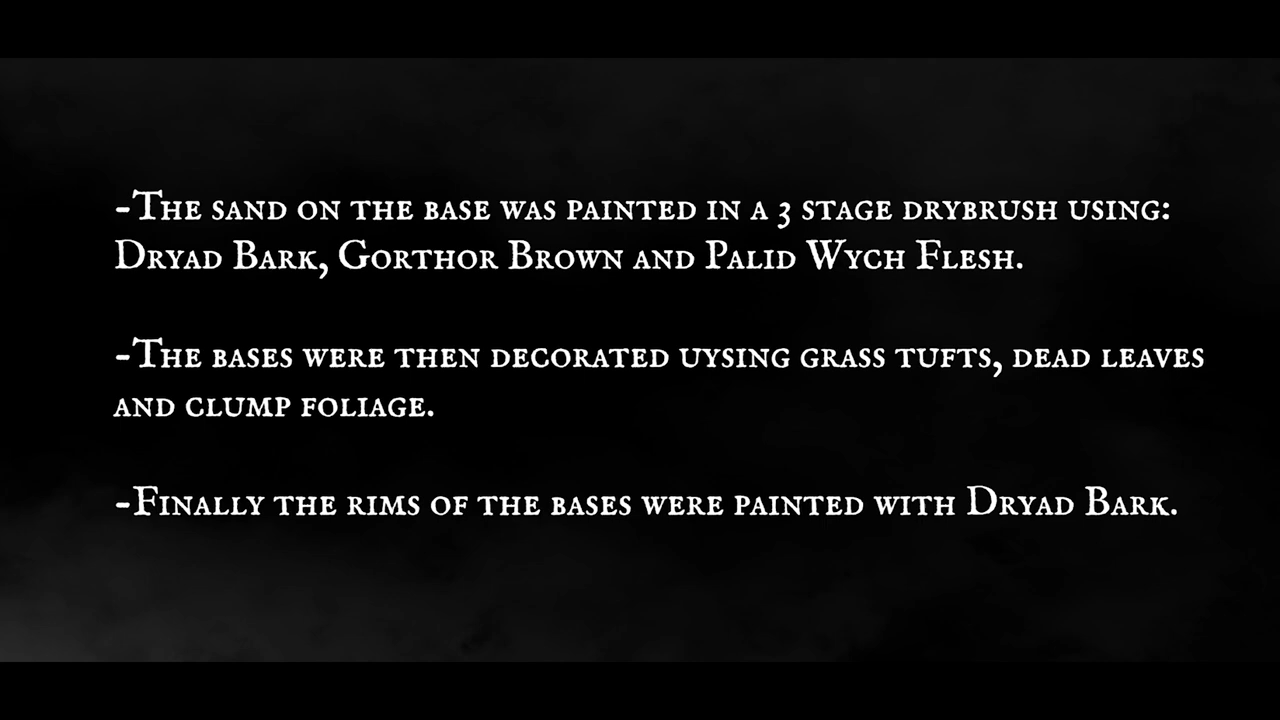 -The sand on the base was painted in a 3 stage drybrush using:
Dryad Bark, Gorthor Brown and Palid Wych Flesh.
-The bases were then decorated uysing grass tufts, dead leaves
and clump foliage.
-Finally the rims of the bases were painted with Dryad Bark.